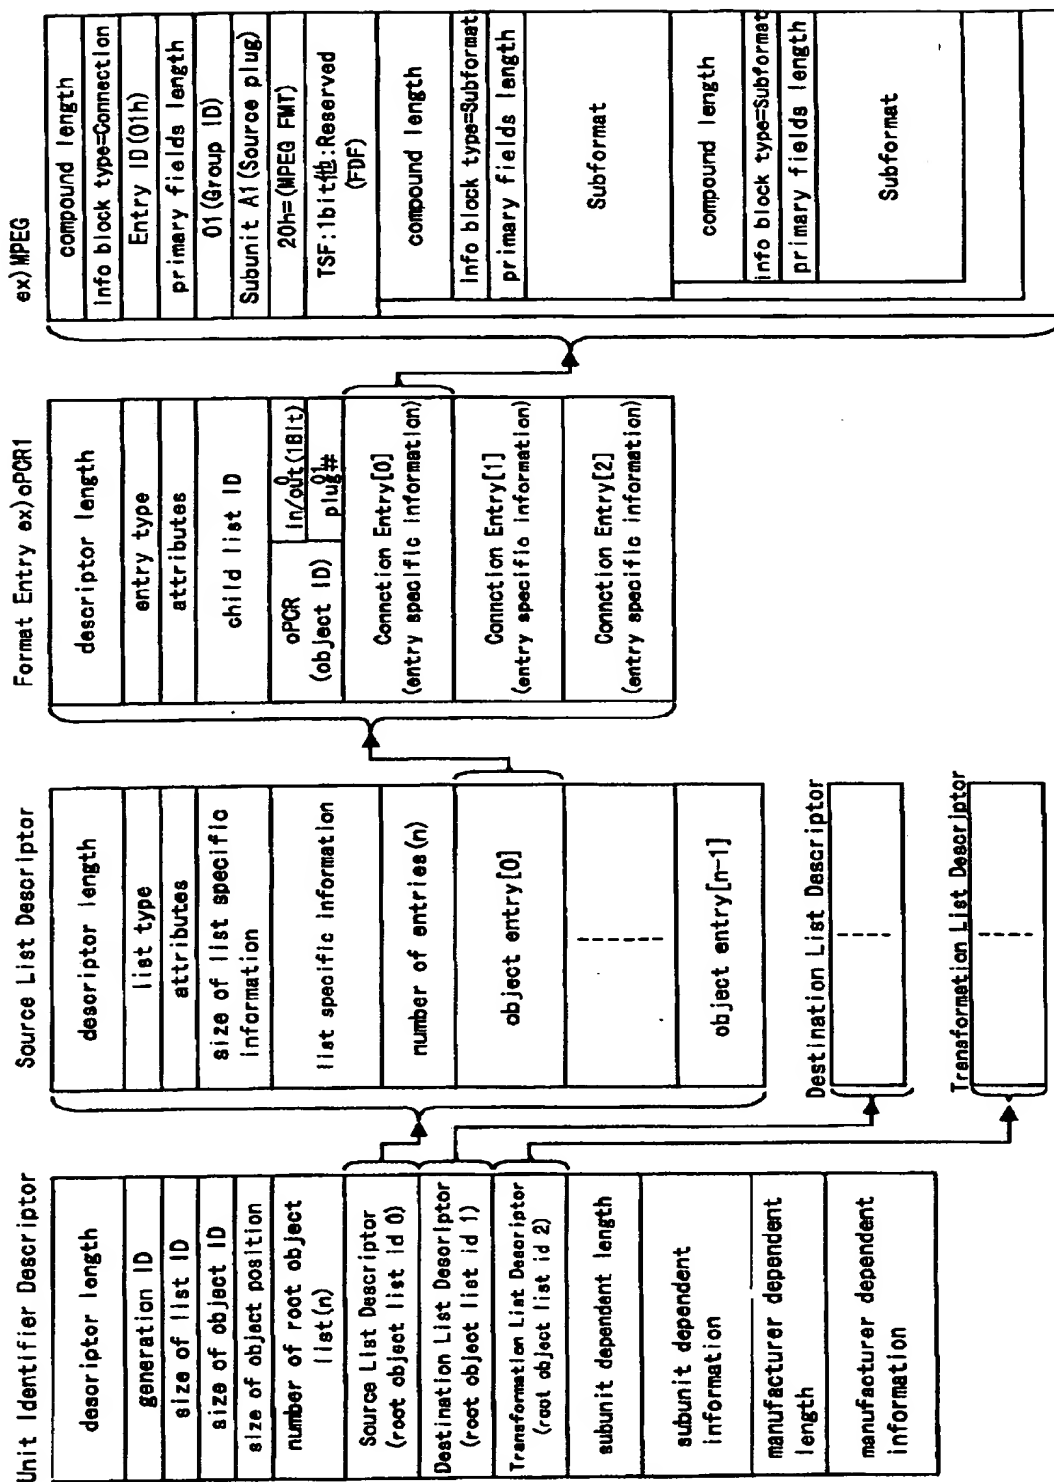 Unit Identifier Descriptor
descriptor length
generation ID
size of list ID
size of object ID
size of object position
number of root object
list(n)
Source List Descriptor
(root object list id 0)
Destination List Descriptor
(root object list id 1)
Transformation List Descriptor
(root object list id 2)
subunit dependent length
subunit dependent
information
manufacturer dependent
length
manufacturer dependent
information
Source List Descriptor
descriptor length
list type
attributes
size of list specific
information
list specific information
number of entries(n)
object entry[0]
object entry[n-1]
Destination List Descriptor
Transformation List Descriptor
Format Entry ex)oPCR1
descriptor length
entry type
attributes
child list ID
oPCR
(object ID)
0
In/out(1Bit)
01
plug#
Connction Entry[0]
(entry specific information)
Connction Entry[1]
(entry specific information)
Connction Entry[2]
(entry specific information)
ex)MPEG
compound length
info block type=Connection
Entry ID(01h)
primary fields length
01(Group ID)
Subunit A1(Source plug)
20h=(MPEG FMT)
TSF:1bit他:Reserved
(FDF)
compound length
info block type=Subformat
primary fields length
Subformat
compound length
info block type=Subformat
primary fields length
Subformat